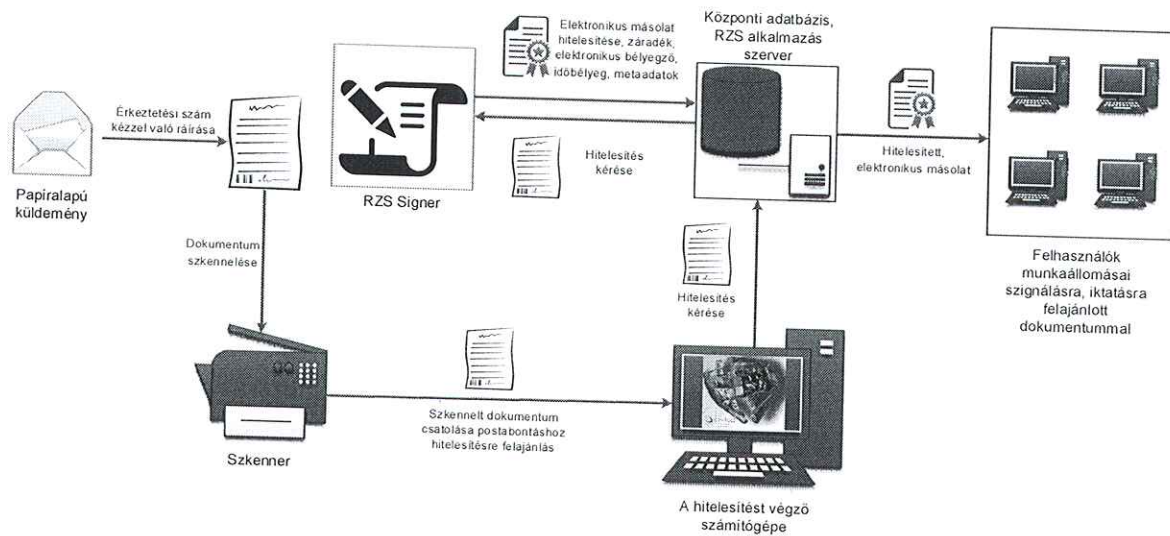 Elektronikus másolat
hitelesítése, záradék,
elektronikus bélyegző,
időbélyeg, metaadatok
Központi adatbázis,
RZS alkalmazás
szerver
Érkeztetési szám
kézzel való ráírása
Papíralapú
küldemény
RZS Signer
Hitelesítés
kérése
Hitelesített,
elektronikus másolat
Dokumentum
szkennelése
Hitelesítés
kérése
Felhasználók
munkaállomásai
szignálásra, iktatásra
felajánlott
dokumentummal
Szkennelt dokumentum
csatolása postabontáshoz
hitelesítésre felajánlás
Szkenner
A hitelesítést végző
számítógépe